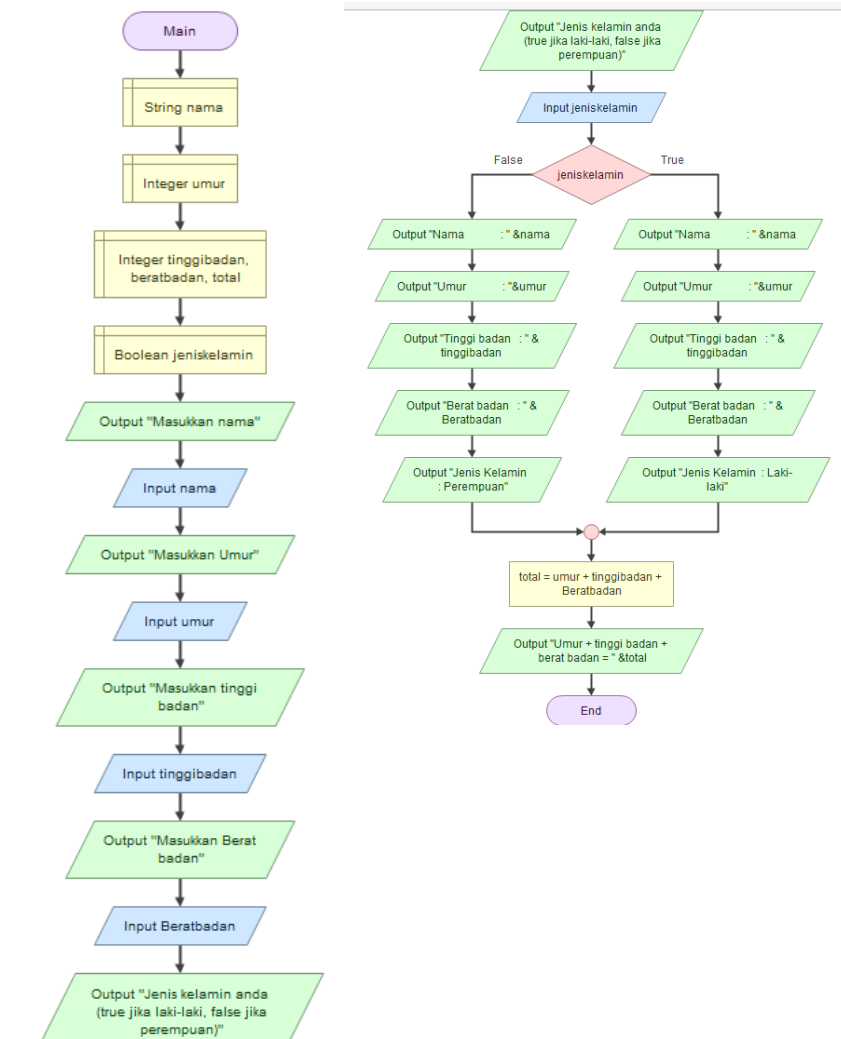 Main
String nama
Integer umur
Integer tinggibadan,
beratbadan, total
Boolean jeniskelamin
Output "Masukkan nama"
Input nama
Output "Masukkan Umur"
Input umur
Output "Masukkan tinggi
badan"
Input tinggibadan
Output "Masukkan Berat
badan"
Input Beratbadan
Output "Jenis kelamin anda
(true jika laki-laki, false jika
perempuan)"
Output "Jenis kelamin anda
(true jika laki-laki, false jika
perempuan)"
Input jeniskelamin
jeniskelamin
False
True
Output "Nama : " &nama
Output "Umur : "&umur
Output "Tinggi badan : " &
tinggibadan
Output "Berat badan : " &
Beratbadan
Output "Jenis Kelamin
: Perempuan"
Output "Nama : " &nama
Output "Umur : "&umur
Output "Tinggi badan : " &
tinggibadan
Output "Berat badan : " &
Beratbadan
Output "Jenis Kelamin : Laki-
laki"
total = umur + tinggibadan +
Beratbadan
Output "Umur + tinggi badan +
berat badan = " &total
End